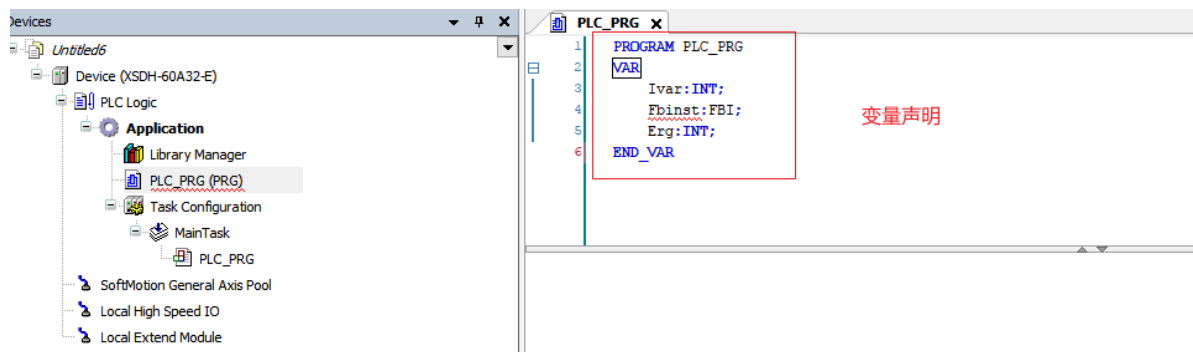 Devices
Untitled6
Device (XSDH-60A32-E)
PLC Logic
Application
Library Manager
PLC_PRG (PRG)
Task Configuration
MainTask
PLC_PRG
SoftMotion General Axis Pool
Local High Speed IO
Local Extend Module
PLC_PRG X
1 PROGRAM PLC_PRG
2 VAR
3 Ivar:INT;
4 Fbinst:FBI;
5 Erg:INT;
6 END_VAR
变量声明